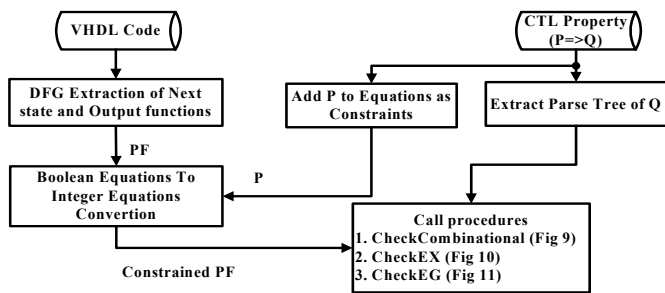 VHDL Code
CTL Property
(P=>Q)
DFG Extraction of Next
state and Output functions
Add P to Equations as
Constraints
Extract Parse Tree of Q
PF
P
Boolean Equations To
Integer Equations
Convertion
Call procedures
1. CheckCombinational (Fig 9)
2. CheckEX (Fig 10)
3. CheckEG (Fig 11)
Constrained PF